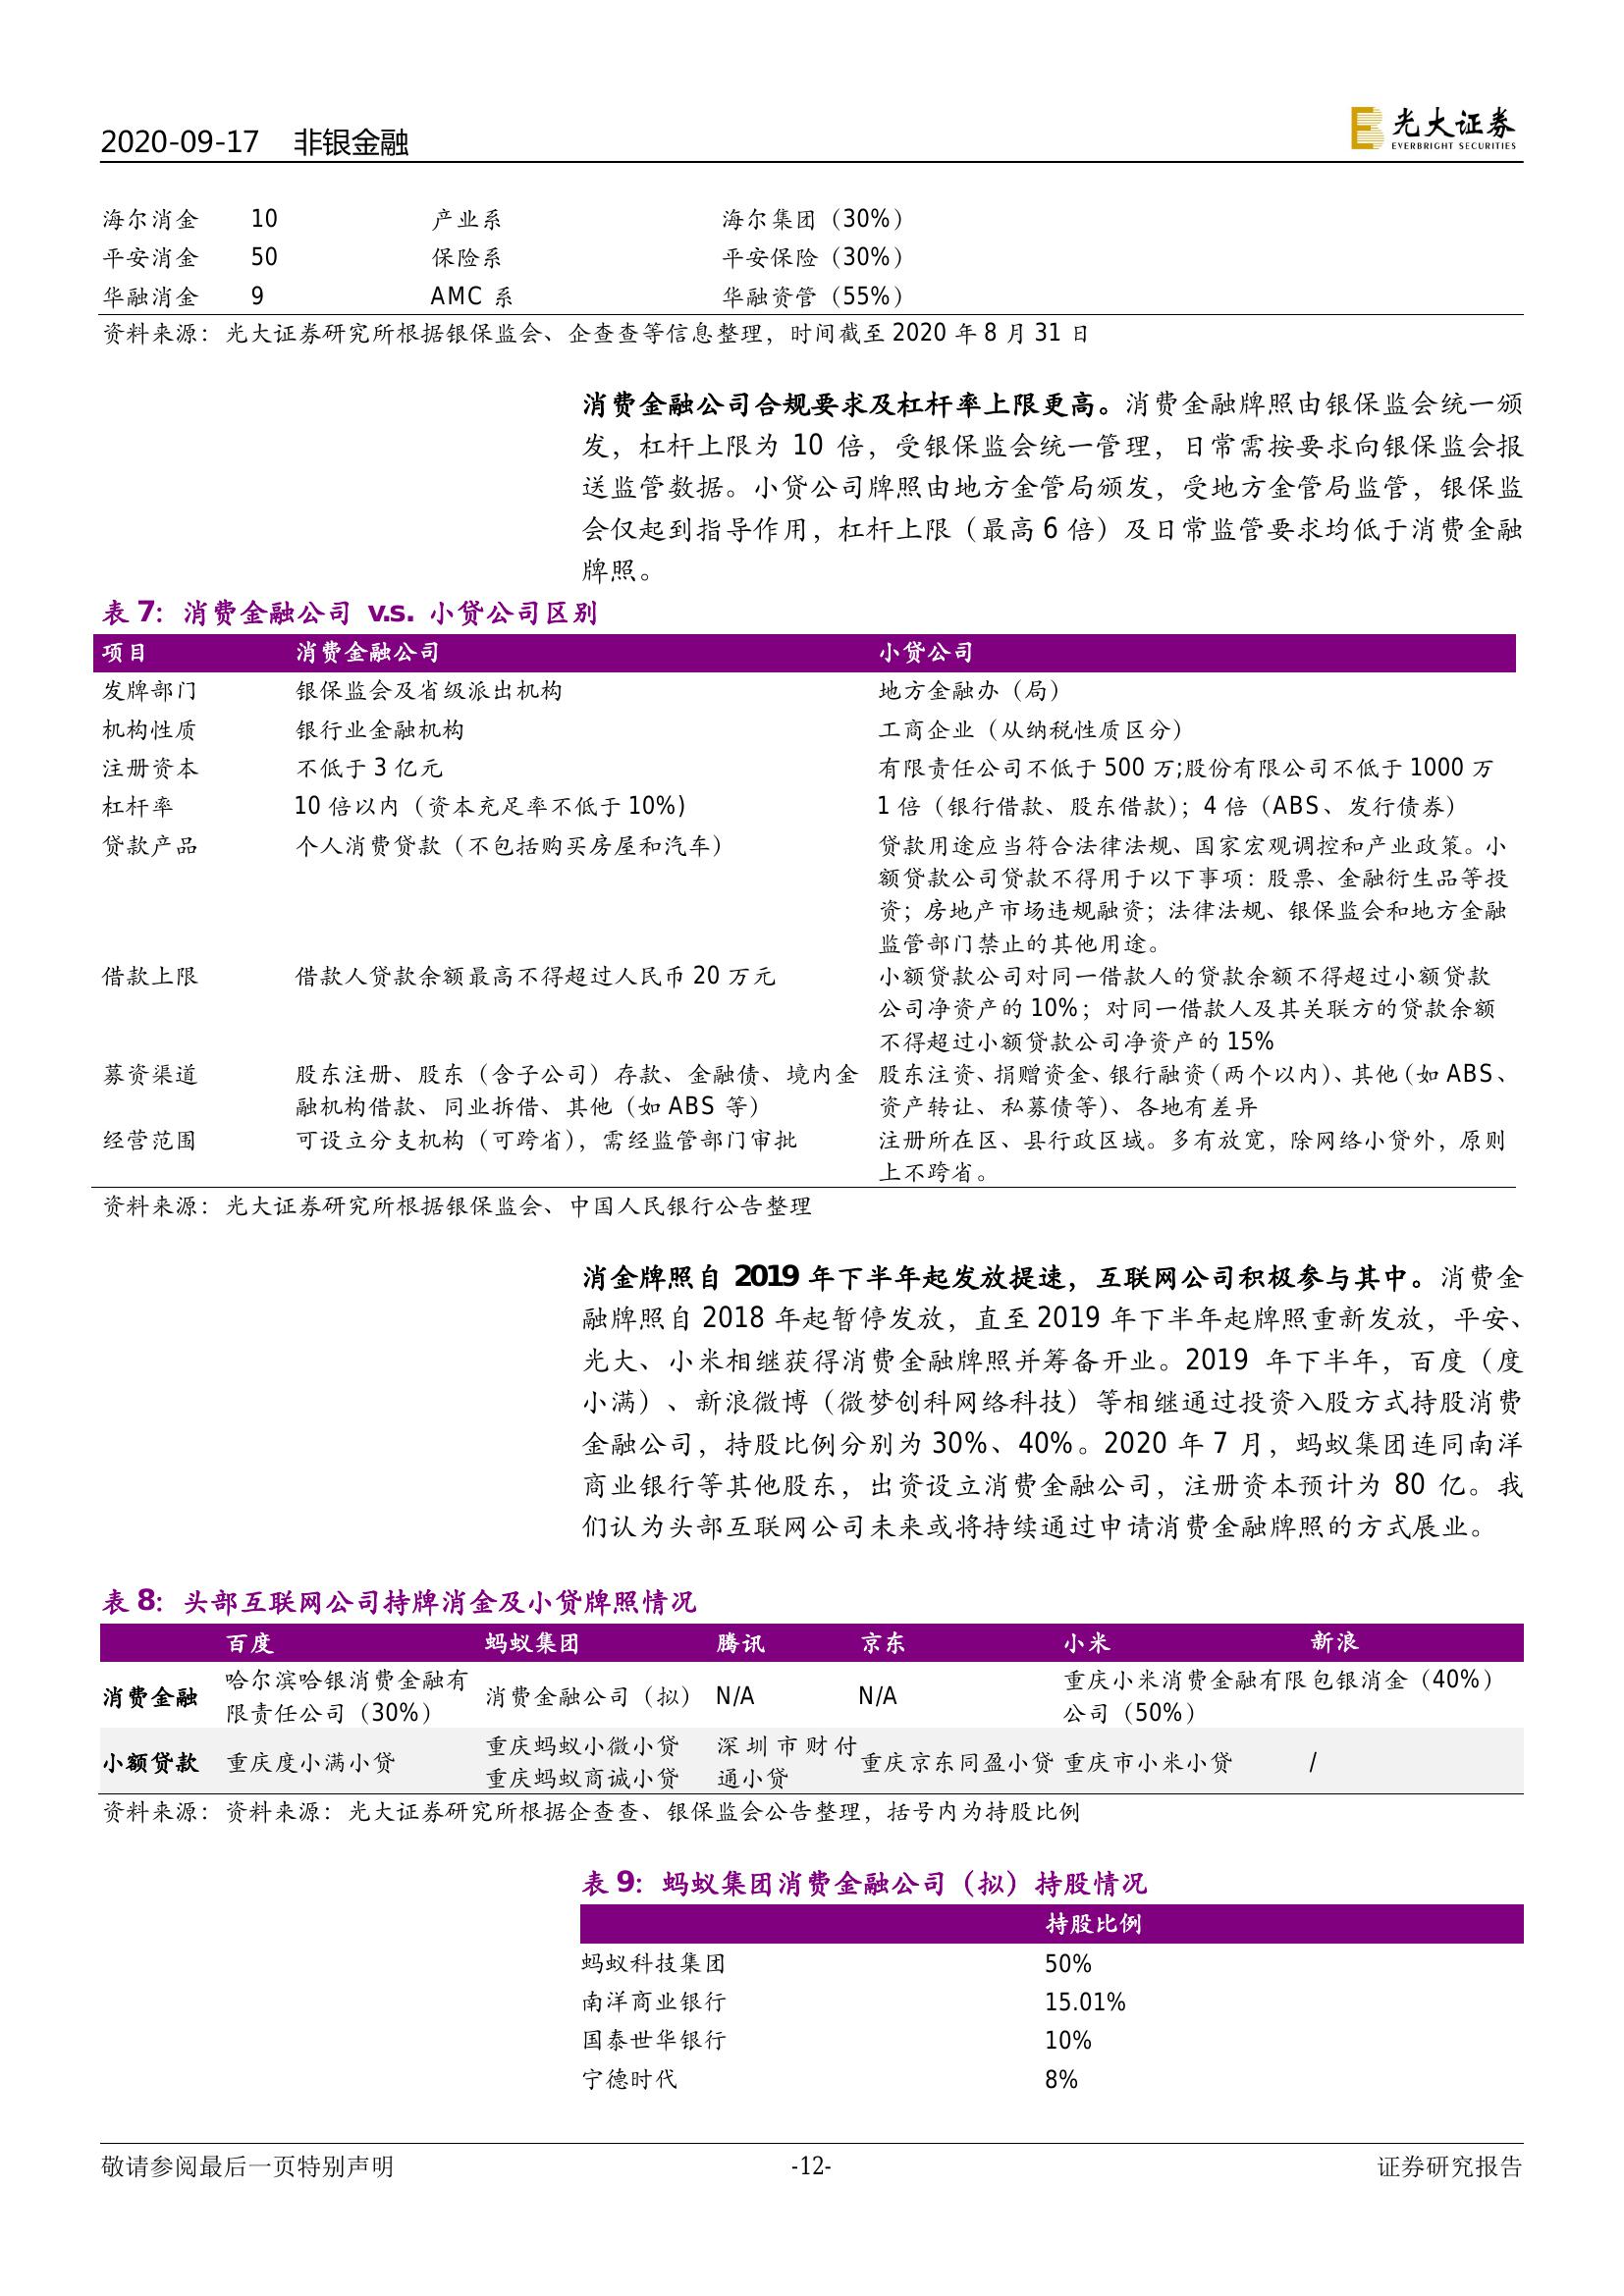 2020-09-17 非银金融
光大证券
EVERBRIGHT SECURITIES
海尔消金 10 产业系 海尔集团（30%）
平安消金 50 保险系 平安保险（30%）
华融消金 9 AMC 系 华融资管（55%）
资料来源：光大证券研究所根据银保监会、企查查等信息整理，时间截至 2020 年 8 月 31 日
消费金融公司合规要求及杠杆率上限更高。消费金融牌照由银保监会统一颁
发，杠杆上限为 10 倍，受银保监会统一管理，日常需按要求向银保监会报
送监管数据。小贷公司牌照由地方金管局颁发，受地方金管局监管，银保监
会仅起到指导作用，杠杆上限（最高 6 倍）及日常监管要求均低于消费金融
牌照。
表 7：消费金融公司 v.s. 小贷公司区别
项目 消费金融公司 小贷公司
发牌部门 银保监会及省级派出机构 地方金融办（局）
机构性质 银行业金融机构 工商企业（从纳税性质区分）
注册资本 不低于 3 亿元 有限责任公司不低于 500 万;股份有限公司不低于 1000 万
杠杆率 10 倍以内（资本充足率不低于 10%) 1 倍（银行借款、股东借款）；4 倍（ABS、发行债券）
贷款产品 个人消费贷款（不包括购买房屋和汽车） 贷款用途应当符合法律法规、国家宏观调控和产业政策。小
额贷款公司贷款不得用于以下事项：股票、金融衍生品等投
资；房地产市场违规融资；法律法规、银保监会和地方金融
监管部门禁止的其他用途。
借款上限 借款人贷款余额最高不得超过人民币 20 万元 小额贷款公司对同一借款人的贷款余额不得超过小额贷款
公司净资产的 10%；对同一借款人及其关联方的贷款余额
不得超过小额贷款公司净资产的 15%
募资渠道 股东注册、股东（含子公司）存款、金融债、境内金 股东注资、捐赠资金、银行融资（两个以内）、其他（如 ABS、
融机构借款、同业拆借、其他（如 ABS 等） 资产转让、私募债等）、各地有差异
经营范围 可设立分支机构（可跨省），需经监管部门审批 注册所在区、县行政区域。多有放宽，除网络小贷外，原则
上不跨省。
资料来源：光大证券研究所根据银保监会、中国人民银行公告整理
消金牌照自 2019 年下半年起发放提速，互联网公司积极参与其中。消费金
融牌照自 2018 年起暂停发放，直至 2019 年下半年起牌照重新发放，平安、
光大、小米相继获得消费金融牌照并筹备开业。2019 年下半年，百度（度
小满）、新浪微博（微梦创科网络科技）等相继通过投资入股方式持股消费
金融公司，持股比例分别为 30%、40%。2020 年 7 月，蚂蚁集团连同南洋
商业银行等其他股东，出资设立消费金融公司，注册资本预计为 80 亿。我
们认为头部互联网公司未来或将持续通过申请消费金融牌照的方式展业。
表 8：头部互联网公司持牌消金及小贷牌照情况
百度 蚂蚁集团 腾讯 京东 小米 新浪
消费金融 哈尔滨哈银消费金融有限责任公司（30%） 消费金融公司（拟） N/A N/A 重庆小米消费金融有限公司（50%） 包银消金（40%）
小额贷款 重庆度小满小贷 重庆蚂蚁小微小贷 重庆蚂蚁商诚小贷 深圳市财付通小贷 重庆京东同盈小贷 重庆市小米小贷 /
资料来源：资料来源：光大证券研究所根据企查查、银保监会公告整理，括号内为持股比例
表 9：蚂蚁集团消费金融公司（拟）持股情况
持股比例
蚂蚁科技集团 50%
南洋商业银行 15.01%
国泰世华银行 10%
宁德时代 8%
敬请参阅最后一页特别声明 -12- 证券研究报告